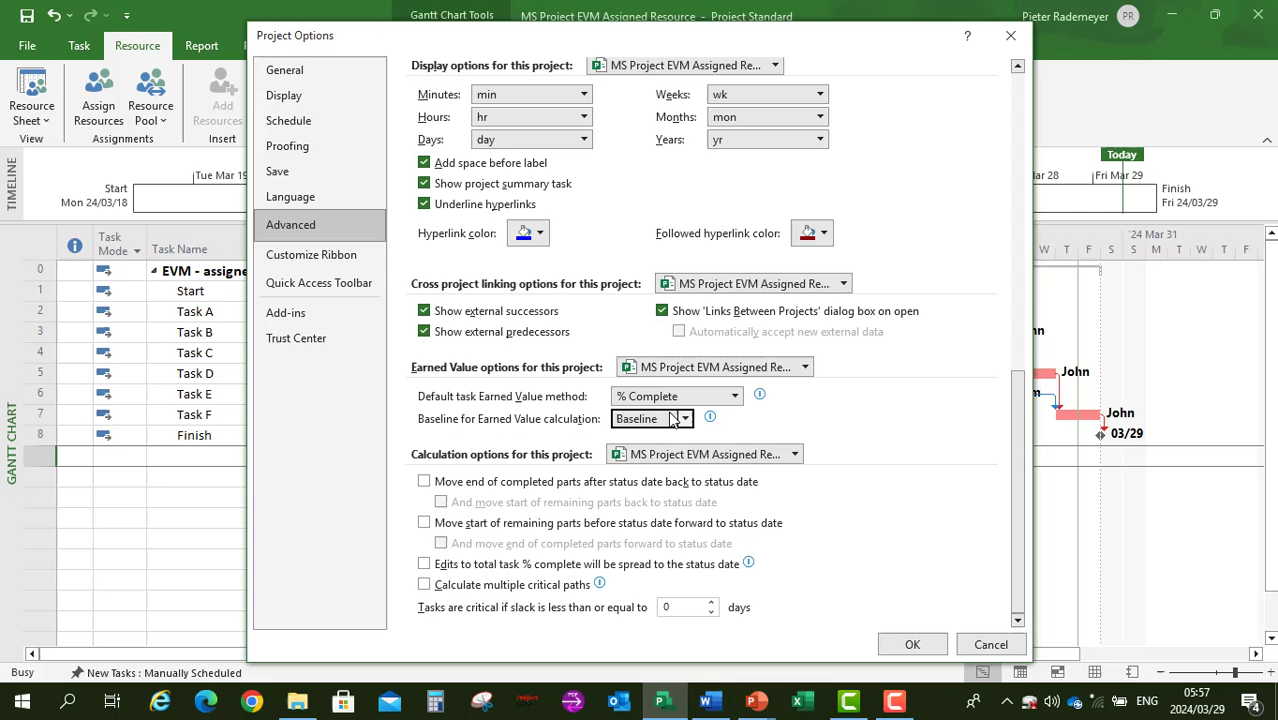 Gantt Chart Tools
MS Project EVM Assigned Resource - Project Standard
Pieter Rademeyer
PR
File
Task
Resource
Report
Resource Sheet
View
Assign Resources
Resource Pool
Assignments
Add Resources
Insert
TIMELINE
Start
Mon 24/03/18
Tue Mar 19
Today
Fri Mar 29
Finish
Fri 24/03/29
GANTT CHART
Task Mode
Task Name
'24 Mar 31
W T F S S M T W T F
0 EVM - assigne
1 Start
2 Task A
3 Task B
4 Task C
5 Task D
6 Task E
7 Task F
8 Finish
John
John
03/29
Project Options
?
General
Display
Schedule
Proofing
Save
Language
Advanced
Customize Ribbon
Quick Access Toolbar
Add-ins
Trust Center
Display options for this project: MS Project EVM Assigned Re...
Minutes: min
Weeks: wk
Hours: hr
Months: mon
Days: day
Years: yr
Add space before label
Show project summary task
Underline hyperlinks
Hyperlink color:
Followed hyperlink color:
Cross project linking options for this project: MS Project EVM Assigned Re...
Show external successors
Show 'Links Between Projects' dialog box on open
Show external predecessors
Automatically accept new external data
Earned Value options for this project: MS Project EVM Assigned Re...
Default task Earned Value method: % Complete
Baseline for Earned Value calculation: Baseline
Calculation options for this project: MS Project EVM Assigned Re...
Move end of completed parts after status date back to status date
And move start of remaining parts back to status date
Move start of remaining parts before status date forward to status date
And move end of completed parts forward to status date
Edits to total task % complete will be spread to the status date
Calculate multiple critical paths
Tasks are critical if slack is less than or equal to 0 days
OK
Cancel
Busy
New Tasks : Manually Scheduled
ENG
05:57
2024/03/29
4